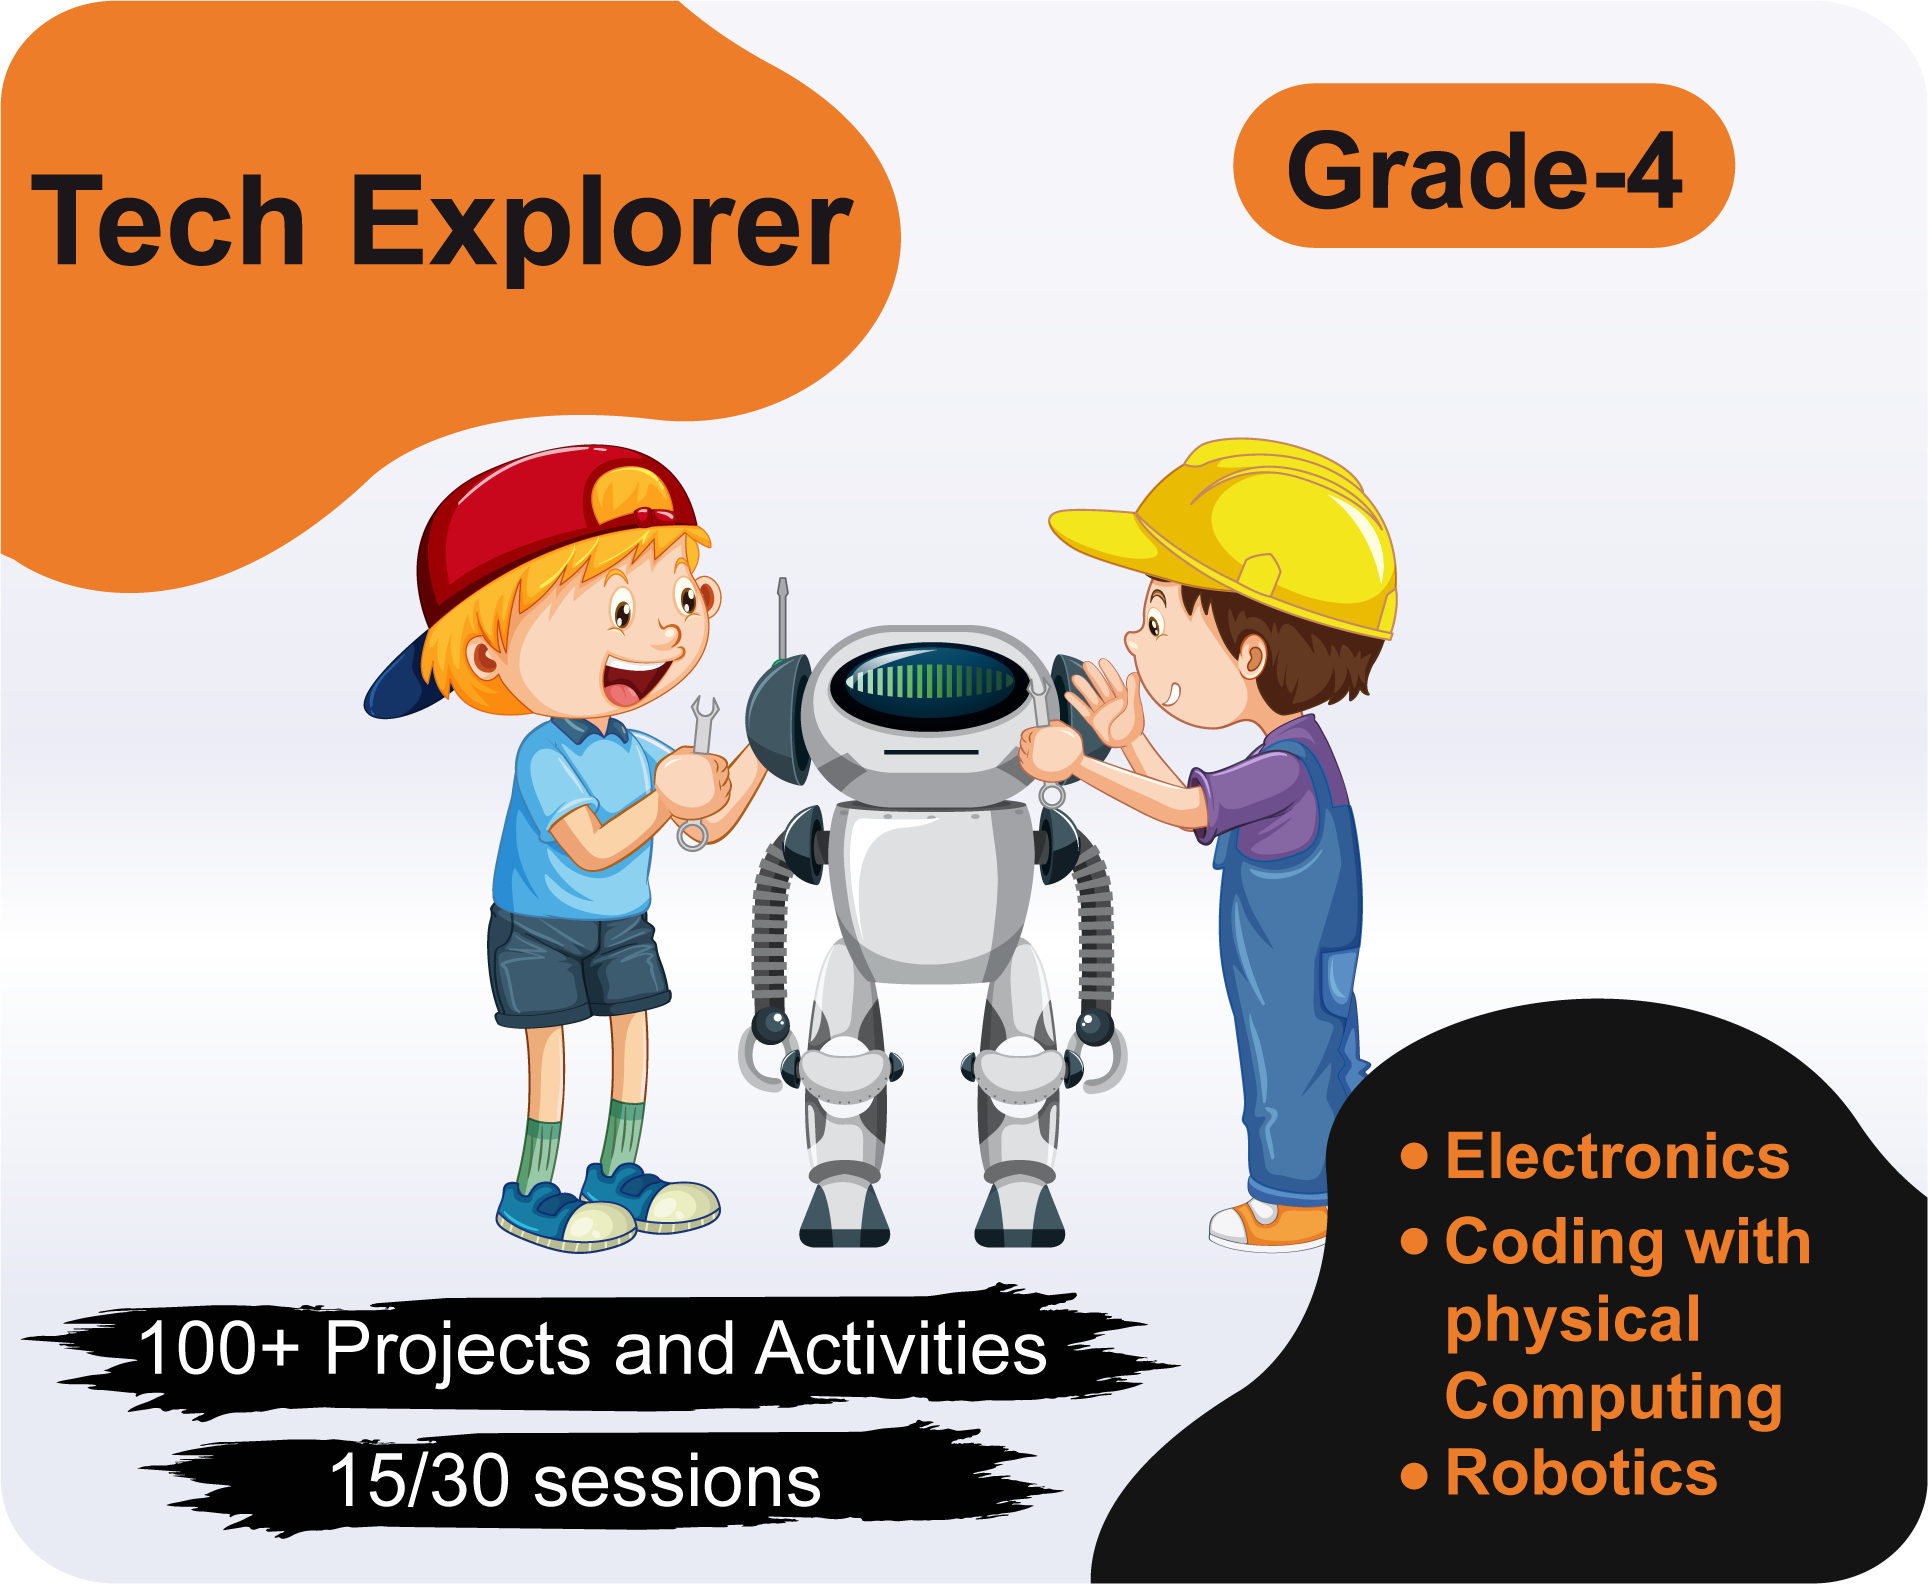 Tech Explorer
Grade-4
• Electronics
• Coding with
physical
Computing
• Robotics
100+ Projects and Activities
15/30 sessions